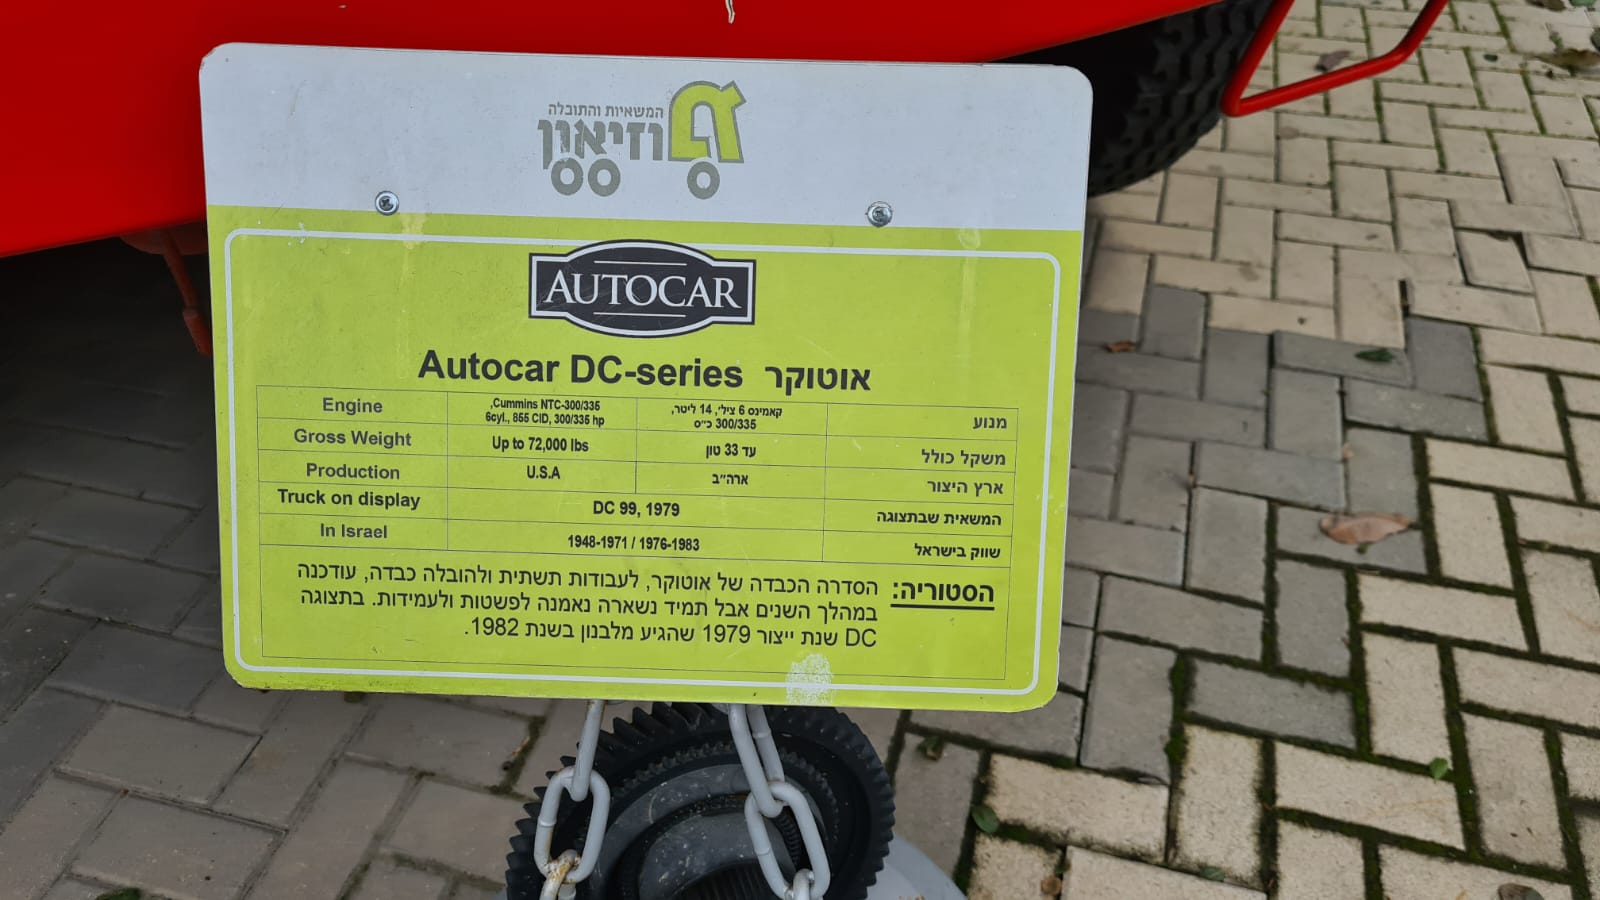 המשאיות והתובלה
מוזיאון
AUTOCAR
אוטוקר Autocar DC-series
Engine
Cummins NTC-300/335,
6cyl., 855 CID, 300/335 hp
קאמינס 6 ציל', 14 ליטר,
300/335 כ״ס
מנוע
Gross Weight
Up to 72,000 lbs
עד 33 טון
משקל כולל
Production
U.S.A
ארה״ב
ארץ היצור
Truck on display
DC 99, 1979
המשאית שבתצוגה
In Israel
1948-1971 / 1976-1983
שווק בישראל
הסטוריה: הסדרה הכבדה של אוטוקר, לעבודות תשתית ולהובלה כבדה, עודכנה
במהלך השנים אבל תמיד נשארה נאמנה לפשטות ולעמידות. בתצוגה
DC שנת ייצור 1979 שהגיע מלבנון בשנת 1982.